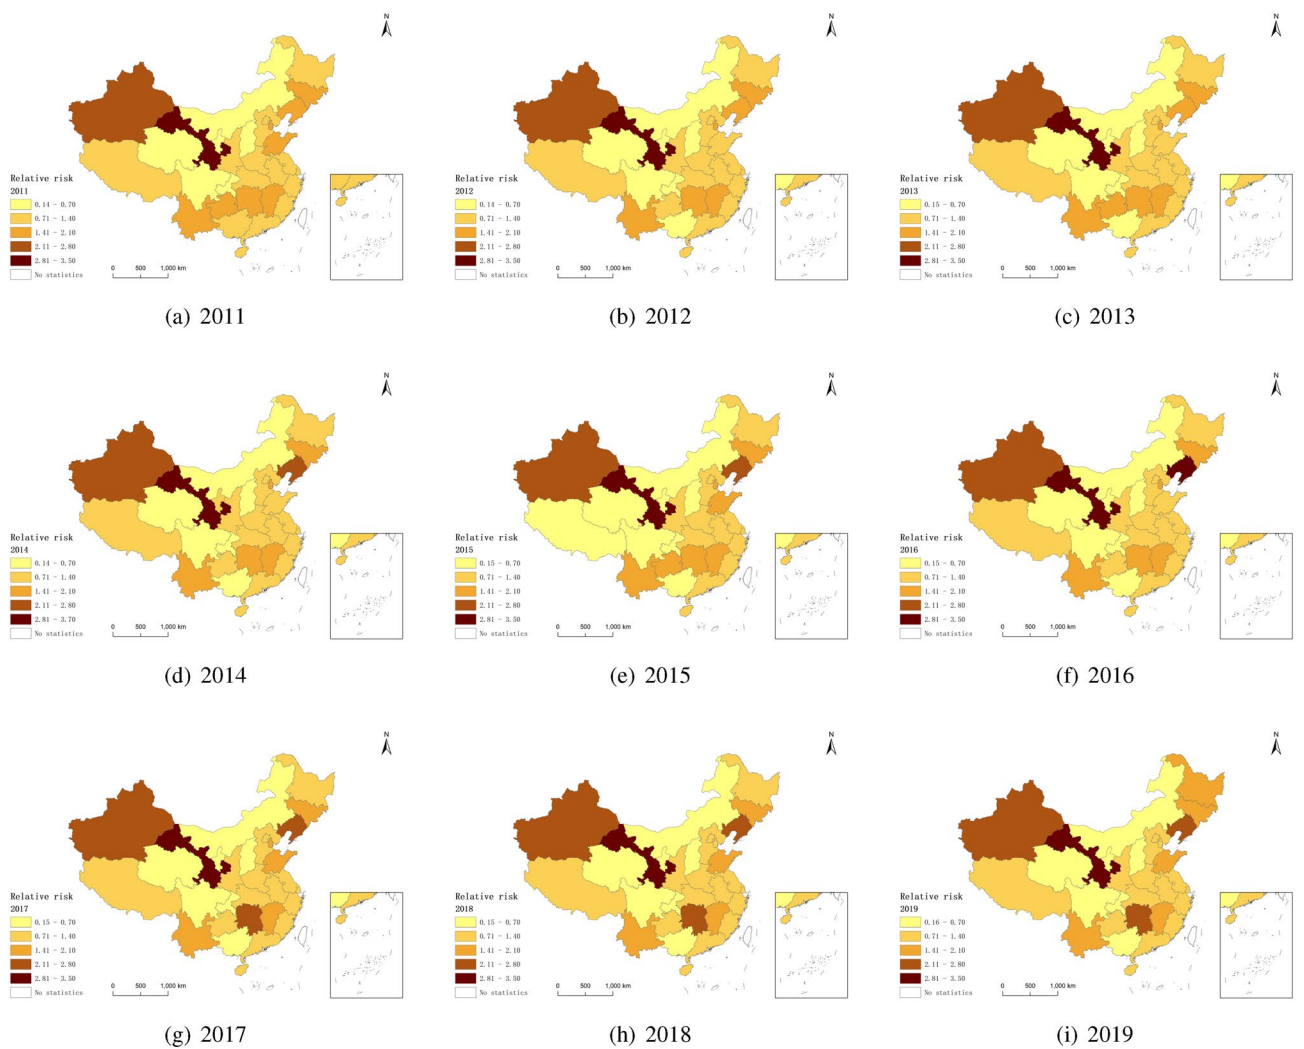 N
Relative risk
2011
0.14 - 0.70
0.71 - 1.40
1.41 - 2.10
2.11 - 2.80
2.81 - 3.50
No statistics
0 500 1,000 km
(a) 2011
N
Relative risk
2012
0.14 - 0.70
0.71 - 1.40
1.41 - 2.10
2.11 - 2.80
2.81 - 3.50
No statistics
0 500 1,000 km
(b) 2012
N
Relative risk
2013
0.15 - 0.70
0.71 - 1.40
1.41 - 2.10
2.11 - 2.80
2.81 - 3.50
No statistics
0 500 1,000 km
(c) 2013
N
Relative risk
2014
0.14 - 0.70
0.71 - 1.40
1.41 - 2.10
2.11 - 2.80
2.81 - 3.70
No statistics
0 500 1,000 km
(d) 2014
N
Relative risk
2015
0.15 - 0.70
0.71 - 1.40
1.41 - 2.10
2.11 - 2.80
2.81 - 3.50
No statistics
0 500 1,000 km
(e) 2015
N
Relative risk
2016
0.15 - 0.70
0.71 - 1.40
1.41 - 2.10
2.11 - 2.80
2.81 - 3.50
No statistics
0 500 1,000 km
(f) 2016
N
Relative risk
2017
0.15 - 0.70
0.71 - 1.40
1.41 - 2.10
2.11 - 2.80
2.81 - 3.50
No statistics
0 500 1,000 km
(g) 2017
N
Relative risk
2018
0.15 - 0.70
0.71 - 1.40
1.41 - 2.10
2.11 - 2.80
2.81 - 3.50
No statistics
0 500 1,000 km
(h) 2018
N
Relative risk
2019
0.16 - 0.70
0.71 - 1.40
1.41 - 2.10
2.11 - 2.80
2.81 - 3.50
No statistics
0 500 1,000 km
(i) 2019